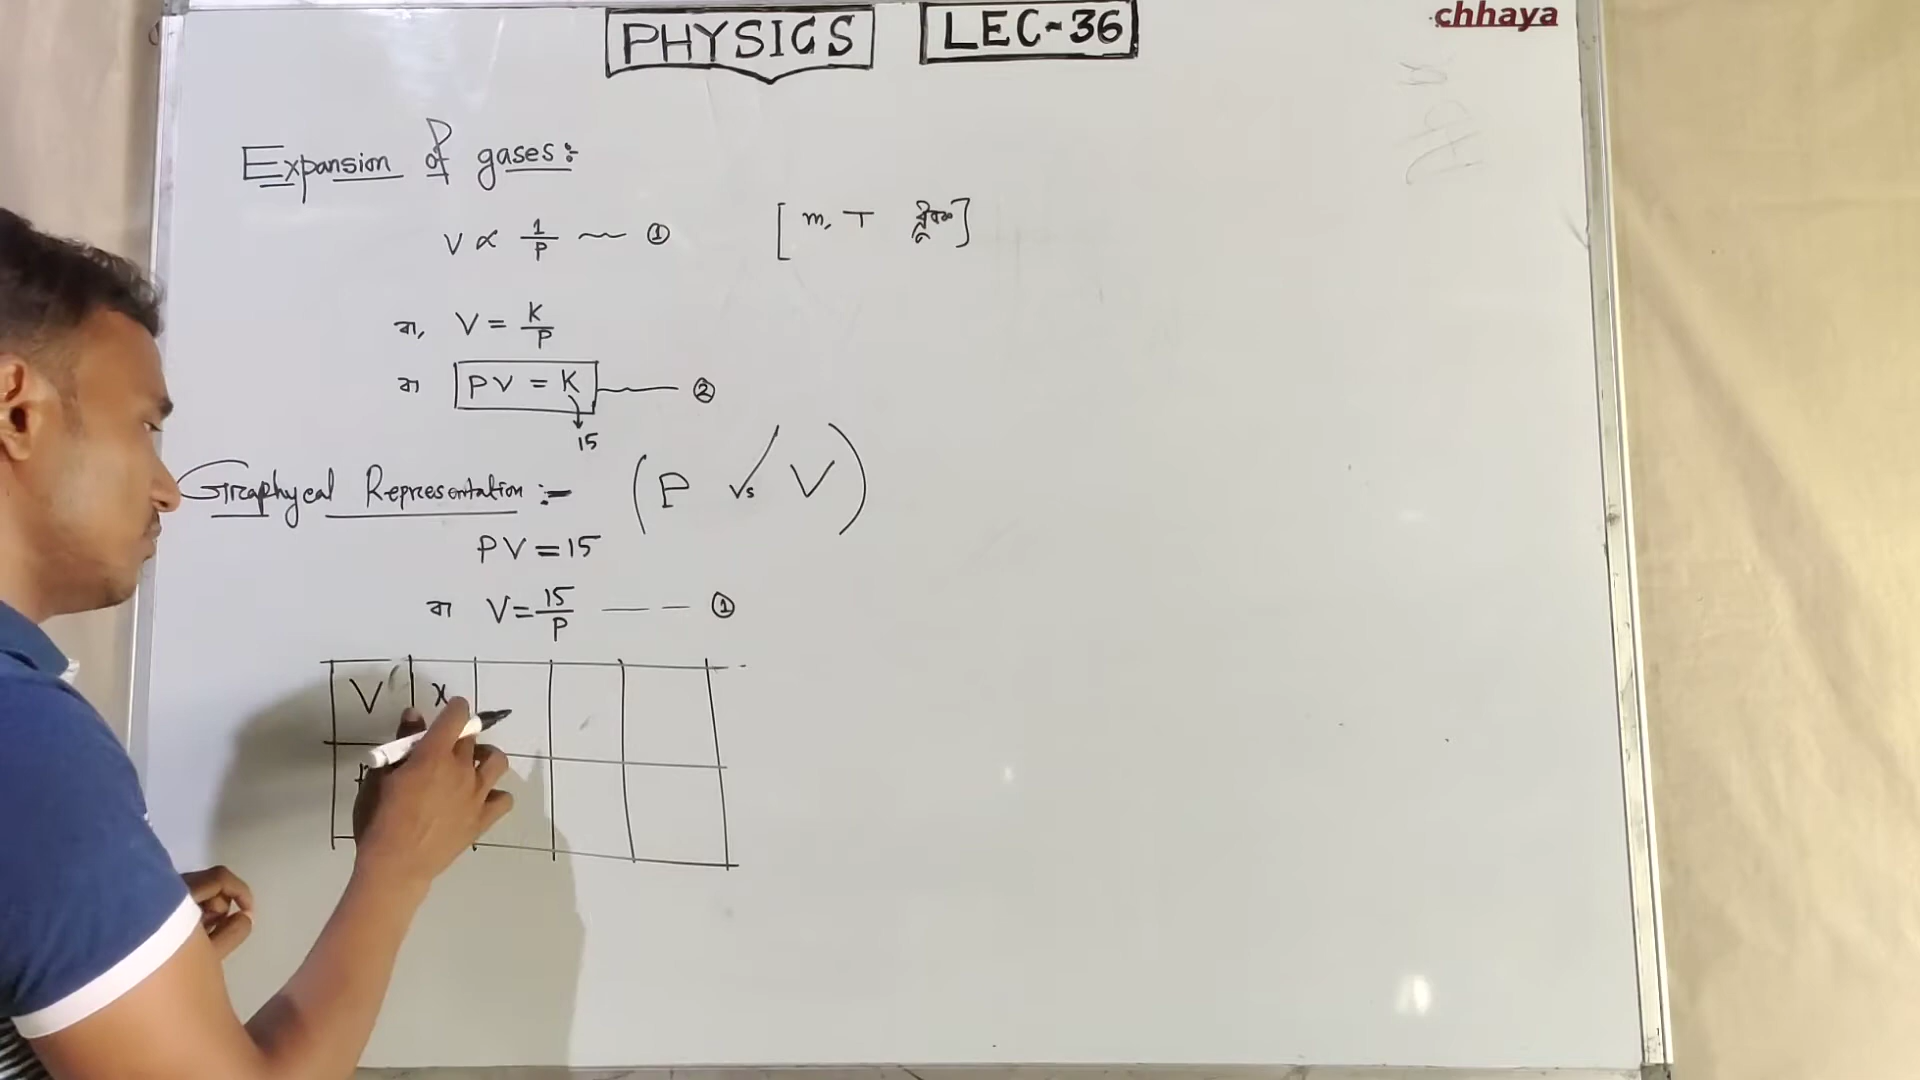 PHYSICS LEC-36
chhaya
Expansion of gases:-
V ∝ 1/P ~~ ① [m, T ধ্রুবক]
বা, V = K/P
বা PV = K —— ②
15
Graphycal Representation :- (P vs V)
PV = 15
বা V = 15/P — — ①
V x